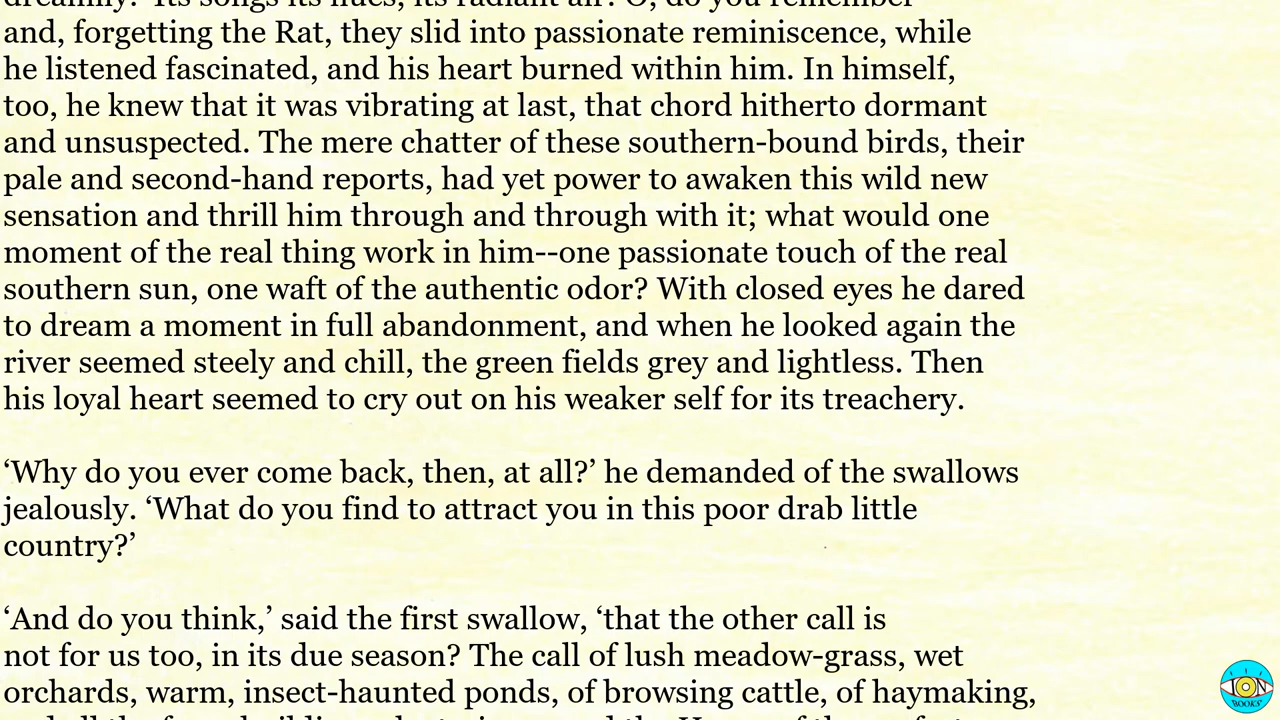 and, forgetting the Rat, they slid into passionate reminiscence, while
he listened fascinated, and his heart burned within him. In himself,
too, he knew that it was vibrating at last, that chord hitherto dormant
and unsuspected. The mere chatter of these southern-bound birds, their
pale and second-hand reports, had yet power to awaken this wild new
sensation and thrill him through and through with it; what would one
moment of the real thing work in him--one passionate touch of the real
southern sun, one waft of the authentic odor? With closed eyes he dared
to dream a moment in full abandonment, and when he looked again the
river seemed steely and chill, the green fields grey and lightless. Then
his loyal heart seemed to cry out on his weaker self for its treachery.
‘Why do you ever come back, then, at all?’ he demanded of the swallows
jealously. ‘What do you find to attract you in this poor drab little
country?’
‘And do you think,’ said the first swallow, ‘that the other call is
not for us too, in its due season? The call of lush meadow-grass, wet
orchards, warm, insect-haunted ponds, of browsing cattle, of haymaking,
ION
BOOKS